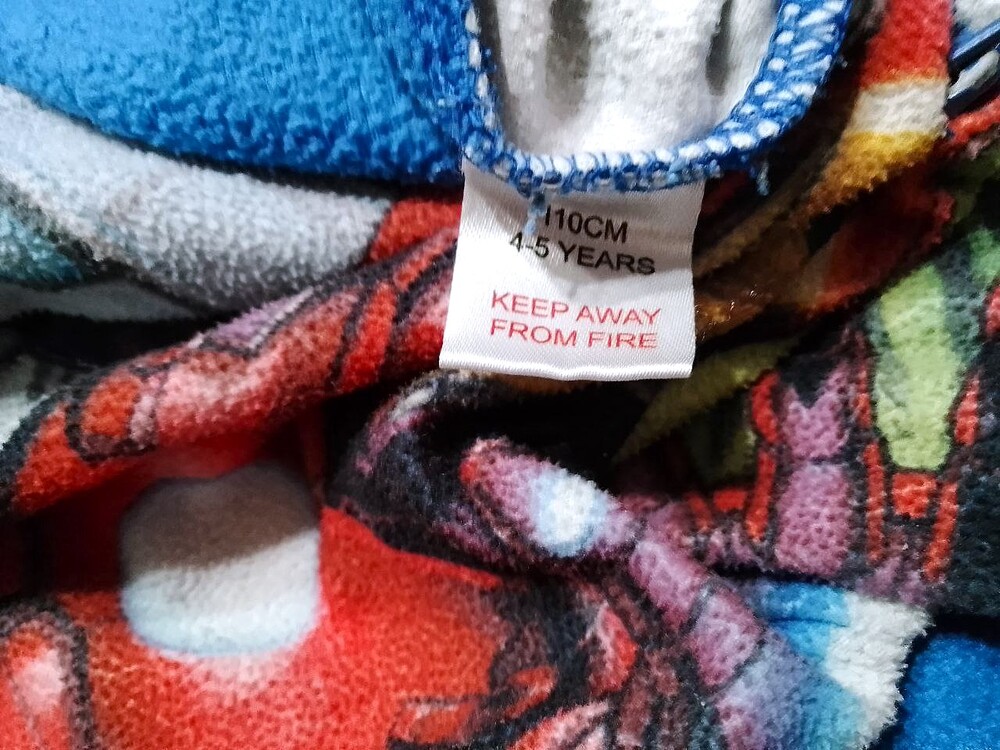 110CM
4-5 YEARS
KEEP AWAY
FROM FIRE